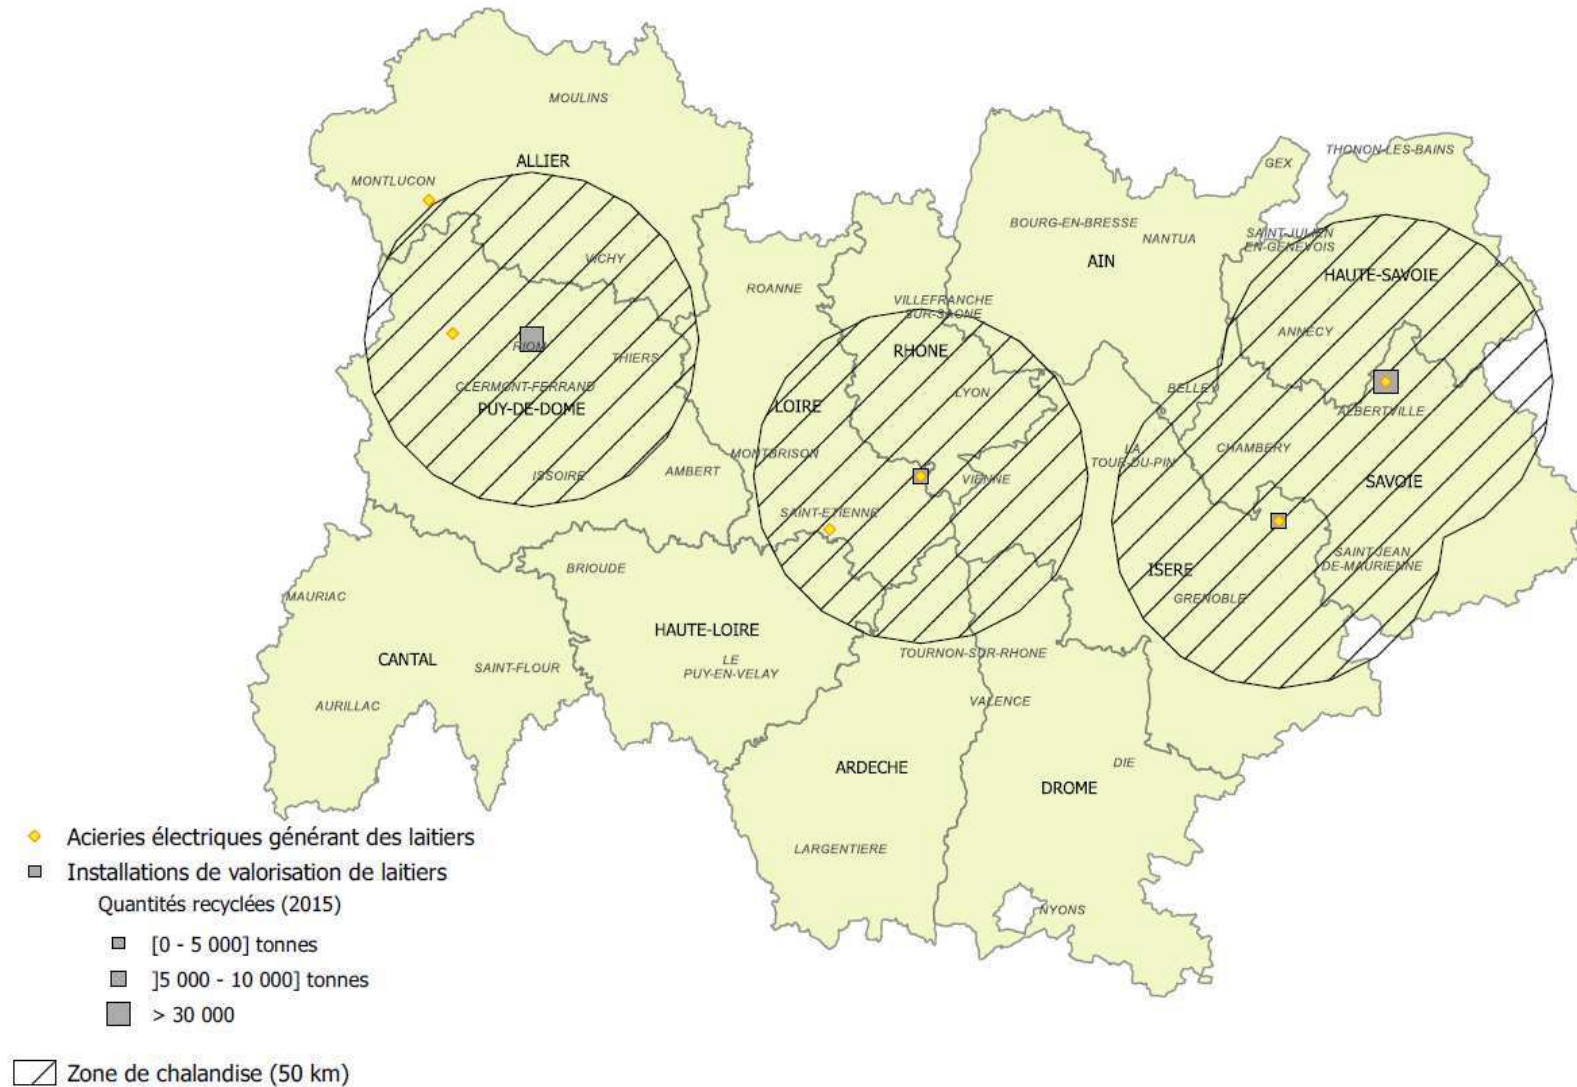 MOULINS
THONON-LES-BAINS
ALLIER
GEX
MONTLUCON
BOURG-EN-BRESSE
NANTUA
SAINT-JULIEN
EN-GENEVOIS
VICHY
AIN
HAUTE-SAVOIE
ROANNE
VILLEFRANCHE
SUR-SAONE
ANNECY
RIOM
THIERS
RHONE
CLERMONT-FERRAND
PUY-DE-DOME
LYON
BELLEY
LOIRE
ALBERTVILLE
MONTBRISON
LA
TOUR-DU-PIN
CHAMBERY
ISSOIRE
AMBERT
VIENNE
SAVOIE
SAINT-ETIENNE
BRIOUDE
ISERE
SAINT-JEAN
DE-MAURIENNE
MAURIAC
GRENOBLE
HAUTE-LOIRE
CANTAL
SAINT-FLOUR
LE
PUY-EN-VELAY
TOURNON-SUR-RHONE
AURILLAC
VALENCE
ARDECHE
DIE
DROME
LARGENTIERE
NYONS
Acieries électriques générant des laitiers
Installations de valorisation de laitiers
Quantités recyclées (2015)
[0 - 5 000] tonnes
]5 000 - 10 000] tonnes
> 30 000
Zone de chalandise (50 km)